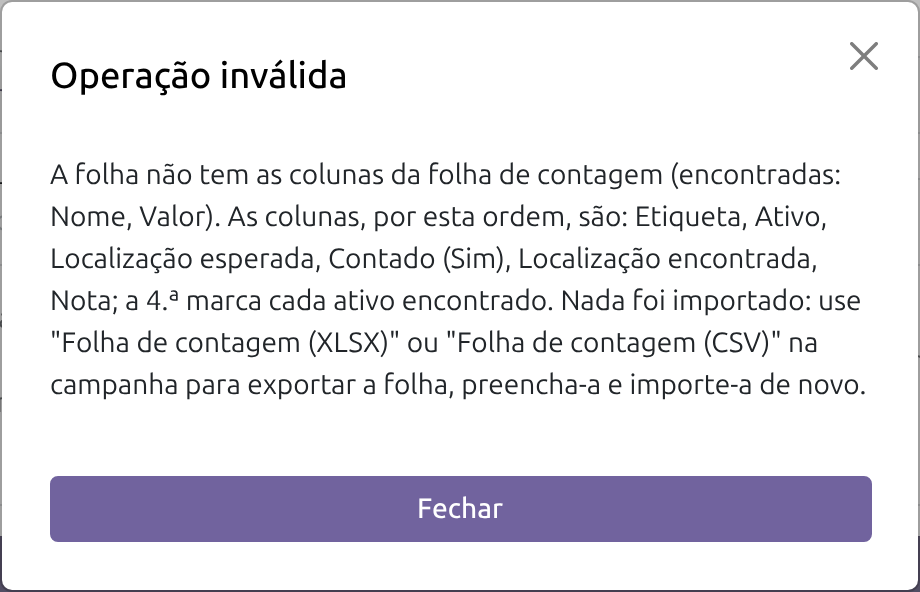 Operação inválida
A folha não tem as colunas da folha de contagem (encontradas:
Nome, Valor). As colunas, por esta ordem, são: Etiqueta, Ativo,
Localização esperada, Contado (Sim), Localização encontrada,
Nota; a 4.ª marca cada ativo encontrado. Nada foi importado: use
"Folha de contagem (XLSX)" ou "Folha de contagem (CSV)" na
campanha para exportar a folha, preencha-a e importe-a de novo.
Fechar